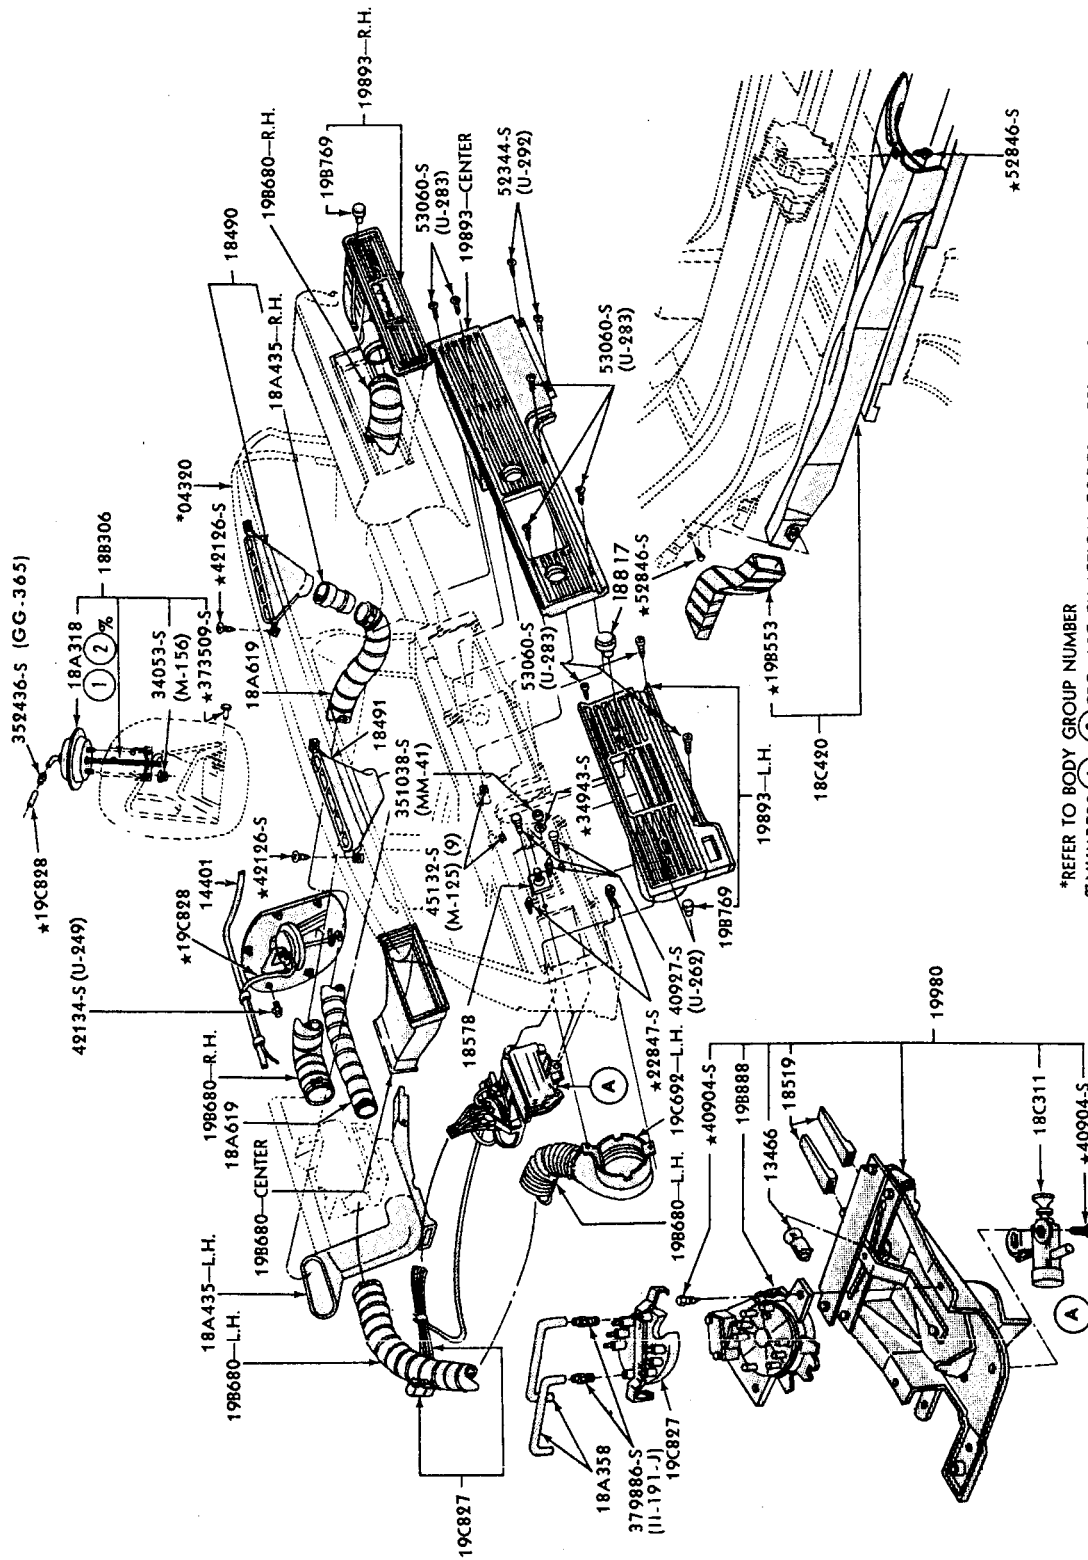 ★19C828
352436-S (GG-365)
18A318
① ② %
18B306
34053-S
(M-156)
★373509-S
42134-S (U-249)
★19C828
14401
★42126-S
★42126-S
*04320
18490
18A435—R.H.
19B680—R.H.
19B769
19893—R.H.
18A619
18491
351038-S
(MM-41)
53060-S
(U-283)
19893—CENTER
52344-S
(U-292)
19B680—R.H.
18A619
19B680—CENTER
18A435—L.H.
19B680—L.H.
45132-S
(M-125) (9)
18578
★34943-S
53060-S
(U-283)
53060-S
(U-283)
18817
★52846-S
★52846-S
★19B553
18C420
19893—L.H.
19B769
40927-S
(U-262)
★22847-S
19C692—L.H.
19B680—L.H.
A
19C827
18A358
379886-S
(U-191-J)
19C827
★40904-S
19B888
13466
18519
19980
18C311
★40904-S
A
*REFER TO BODY GROUP NUMBER